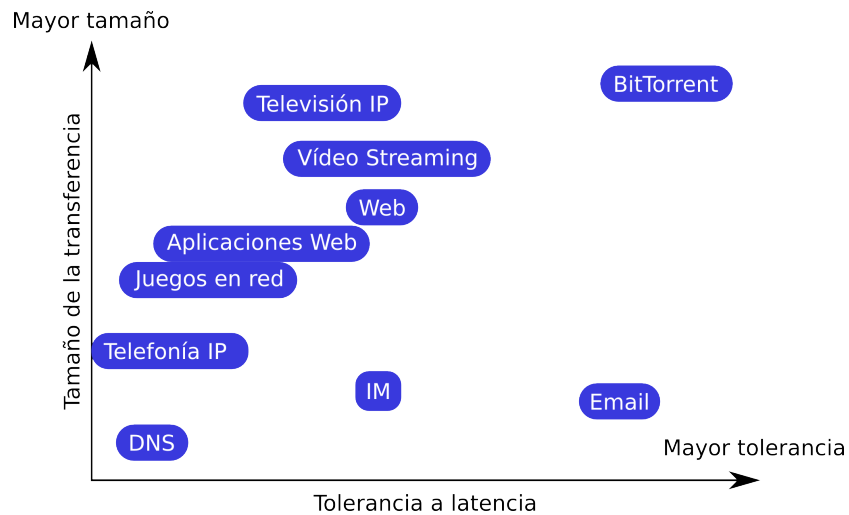 Mayor tamaño
BitTorrent
Televisión IP
Vídeo Streaming
Web
Aplicaciones Web
Juegos en red
Telefonía IP
IM
Email
DNS
Mayor tolerancia
Tolerancia a latencia
Tamaño de la transferencia